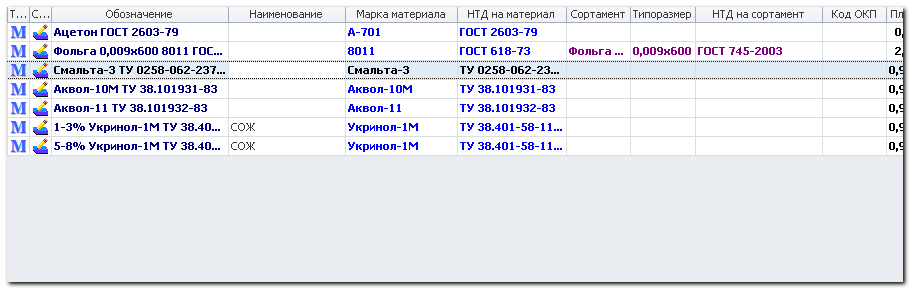 Т... С... Обозначение Наименование Марка материала НТД на материал Сортамент Типоразмер НТД на сортамент Код ОКП Пл
M Ацетон ГОСТ 2603-79 А-701 ГОСТ 2603-79 0,
M Фольга 0,009х600 8011 ГОС... 8011 ГОСТ 618-73 Фольга ... 0,009х600 ГОСТ 745-2003 2,
M Смальта-3 ТУ 0258-062-237... Смальта-3 ТУ 0258-062-23... 0,9
M Аквол-10М ТУ 38.101931-83 Аквол-10М ТУ 38.101931-83 0,9
M Аквол-11 ТУ 38.101932-83 Аквол-11 ТУ 38.101932-83 0,9
M 1-3% Укринол-1М ТУ 38.40... СОЖ Укринол-1М ТУ 38.401-58-11... 0,9
M 5-8% Укринол-1М ТУ 38.40... СОЖ Укринол-1М ТУ 38.401-58-11... 0,9